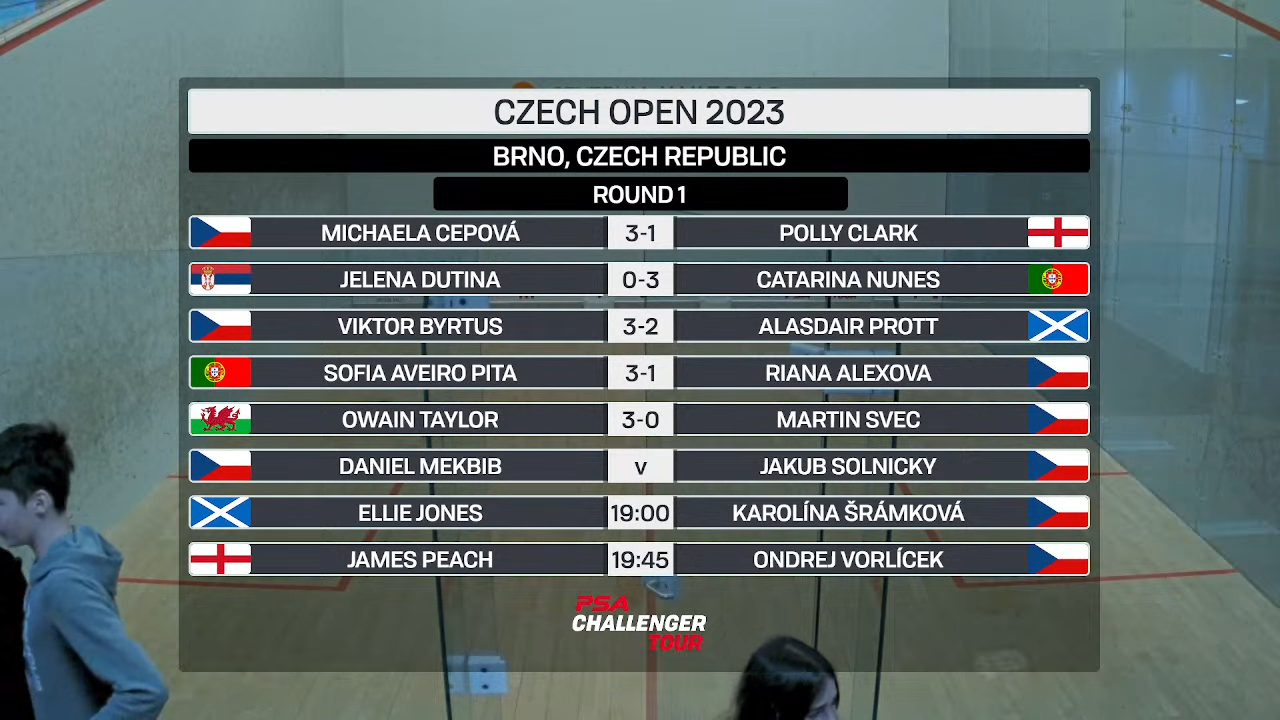 CZECH OPEN 2023
BRNO, CZECH REPUBLIC
ROUND 1
MICHAELA CEPOVÁ 3-1 POLLY CLARK
JELENA DUTINA 0-3 CATARINA NUNES
VIKTOR BYRTUS 3-2 ALASDAIR PROTT
SOFIA AVEIRO PITA 3-1 RIANA ALEXOVA
OWAIN TAYLOR 3-0 MARTIN SVEC
DANIEL MEKBIB v JAKUB SOLNICKY
ELLIE JONES 19:00 KAROLÍNA ŠRÁMKOVÁ
JAMES PEACH 19:45 ONDREJ VORLÍCEK
PSA
CHALLENGER
TOUR